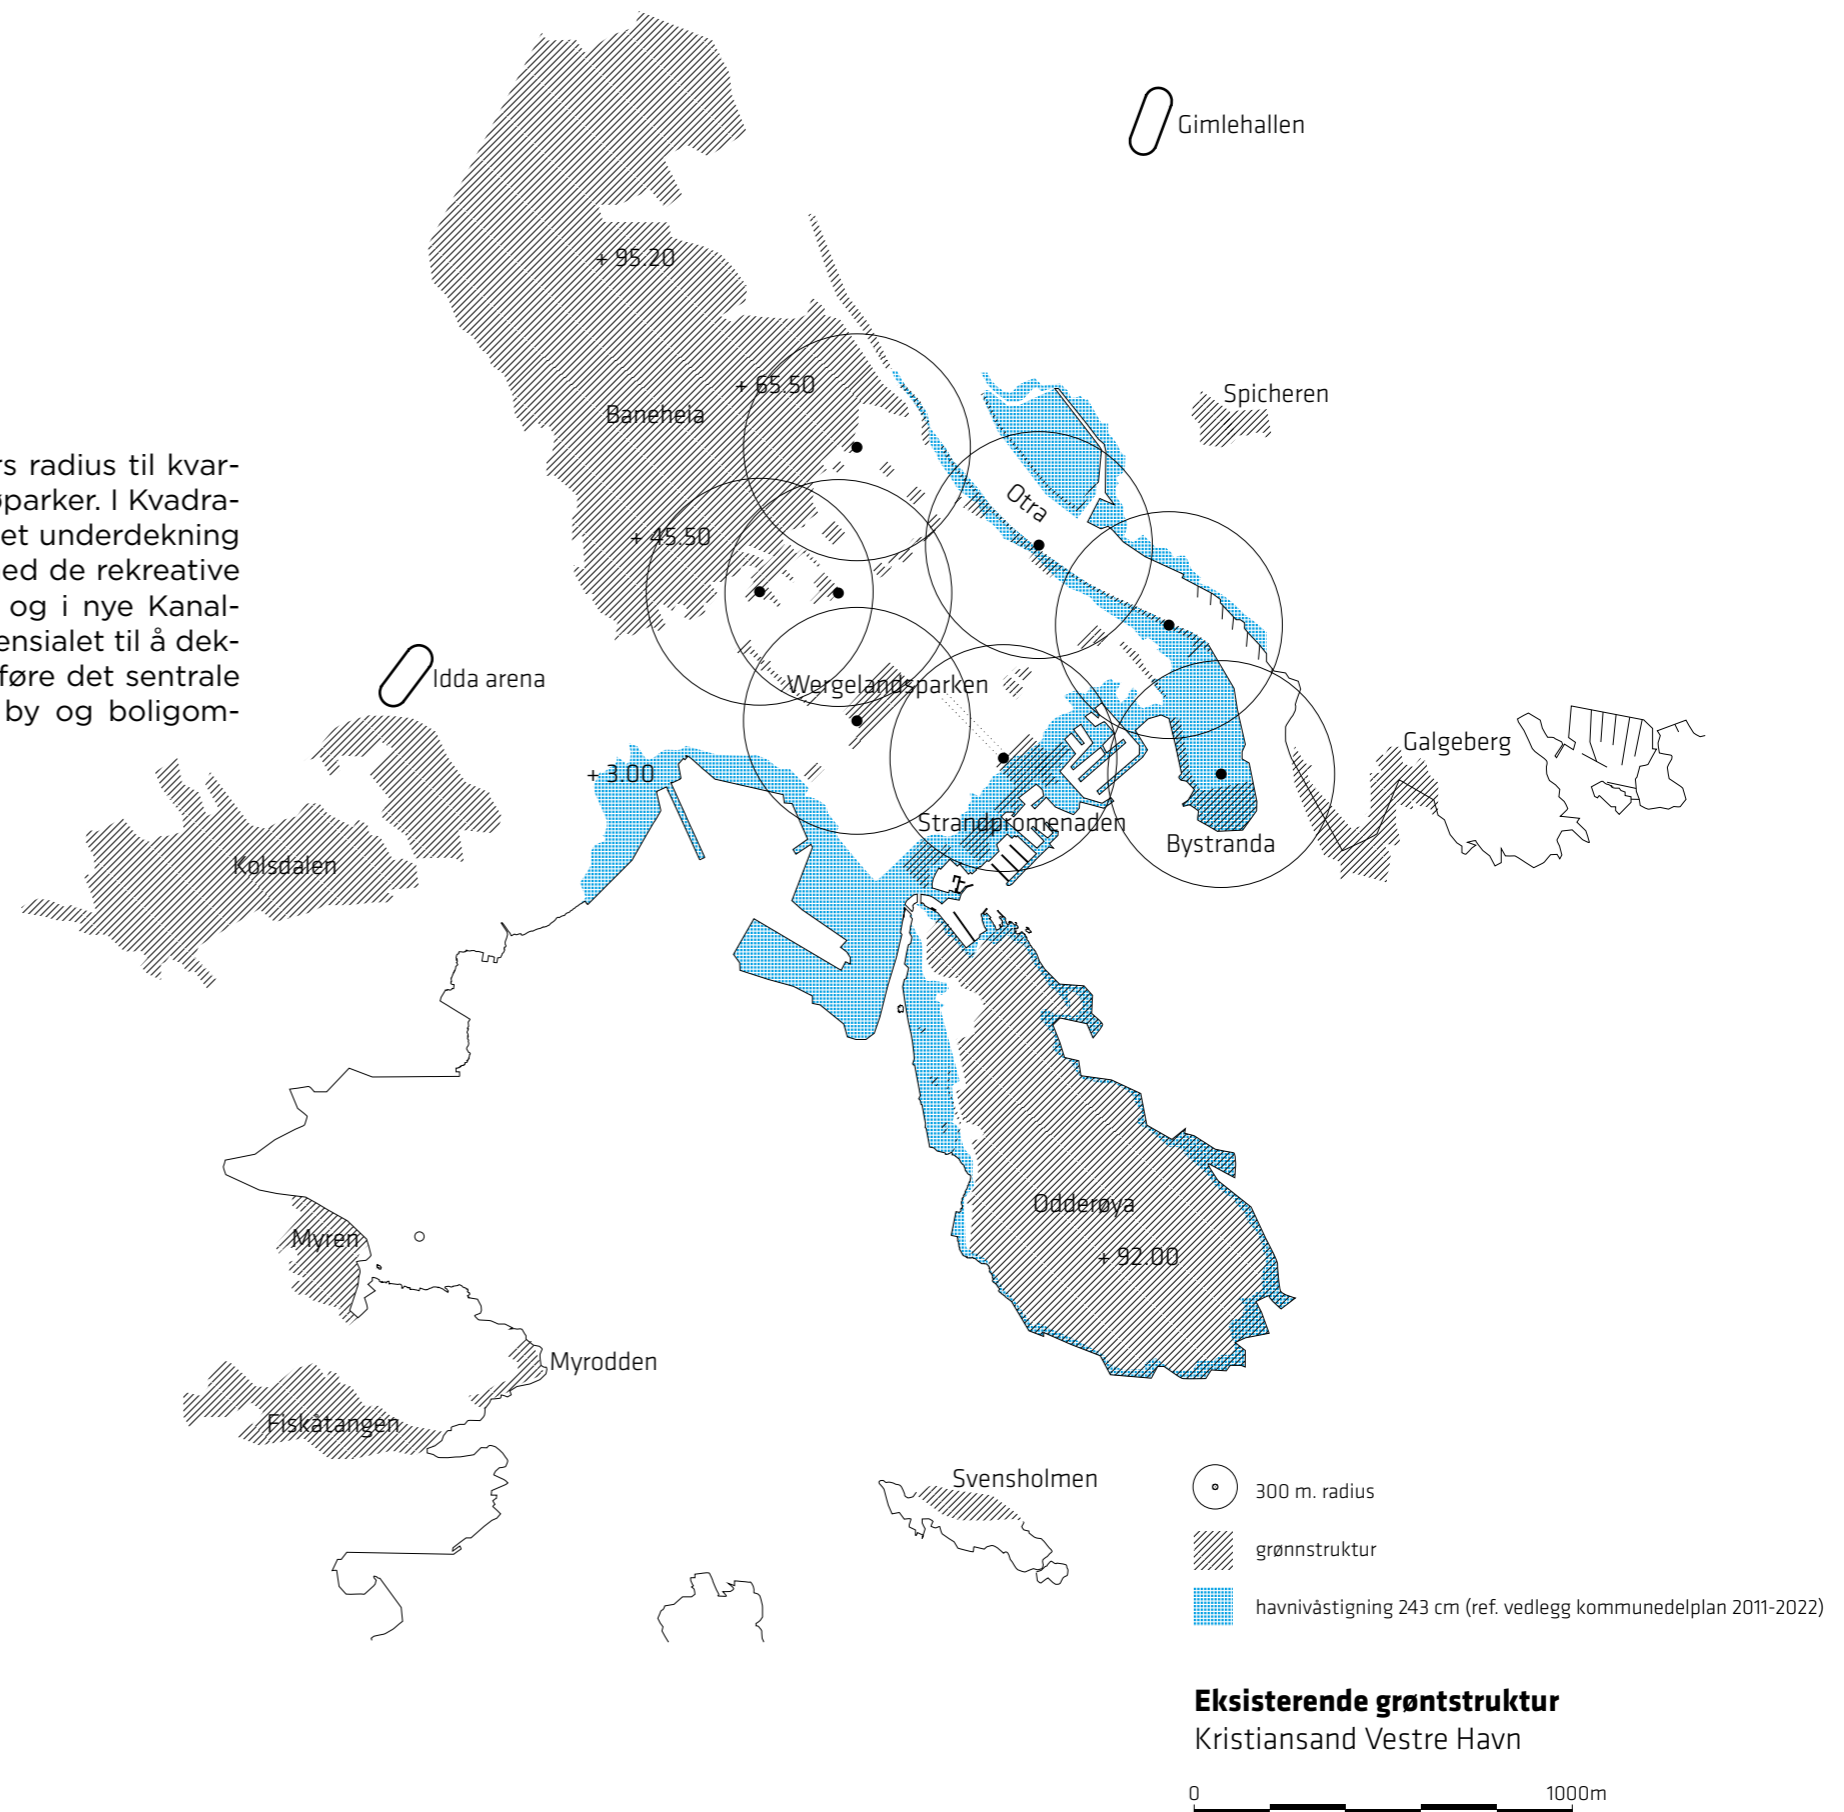 rs radius til kvar-
øparker. I Kvadra-
et underdekning
ed de rekreative
og i nye Kanal-
ensialet til å dek-
føre det sentrale
by og boligom-
Gimlehallen
+ 95.20
+ 65.50
Baneheia
Spicheren
Otra
+ 45.50
Idda arena
Wergelandsparken
Galgeberg
+ 3.00
Strandpromenaden
Bystranda
Kolsdalen
Odderøya
+ 92.00
Myren
Myrodden
Fiskåtangen
Svensholmen
300 m. radius
grønnstruktur
havnivåstigning 243 cm (ref. vedlegg kommunedelplan 2011-2022)
Eksisterende grøntstruktur
Kristiansand Vestre Havn
0 1000m